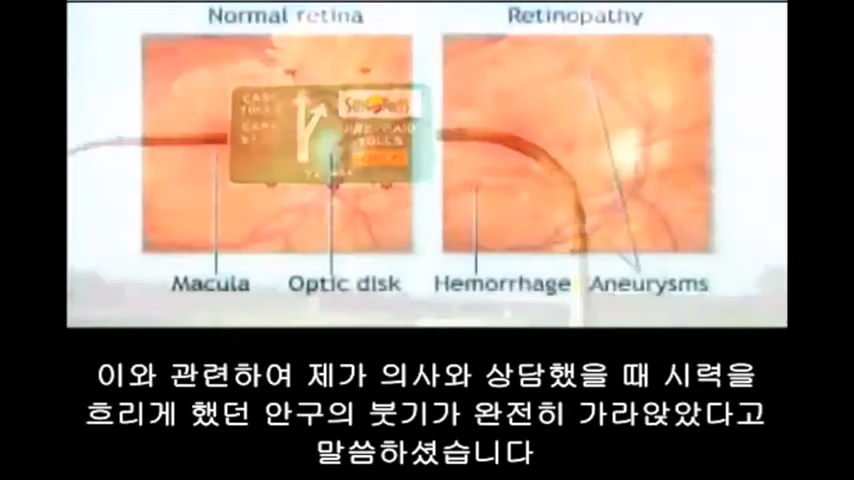 Normal retina
Retinopathy
SunPass
TOLLS
Macula
Optic disk
Hemorrhage
Aneurysms
이와 관련하여 제가 의사와 상담했을 때 시력을
흐리게 했던 안구의 붓기가 완전히 가라앉았다고
말씀하셨습니다